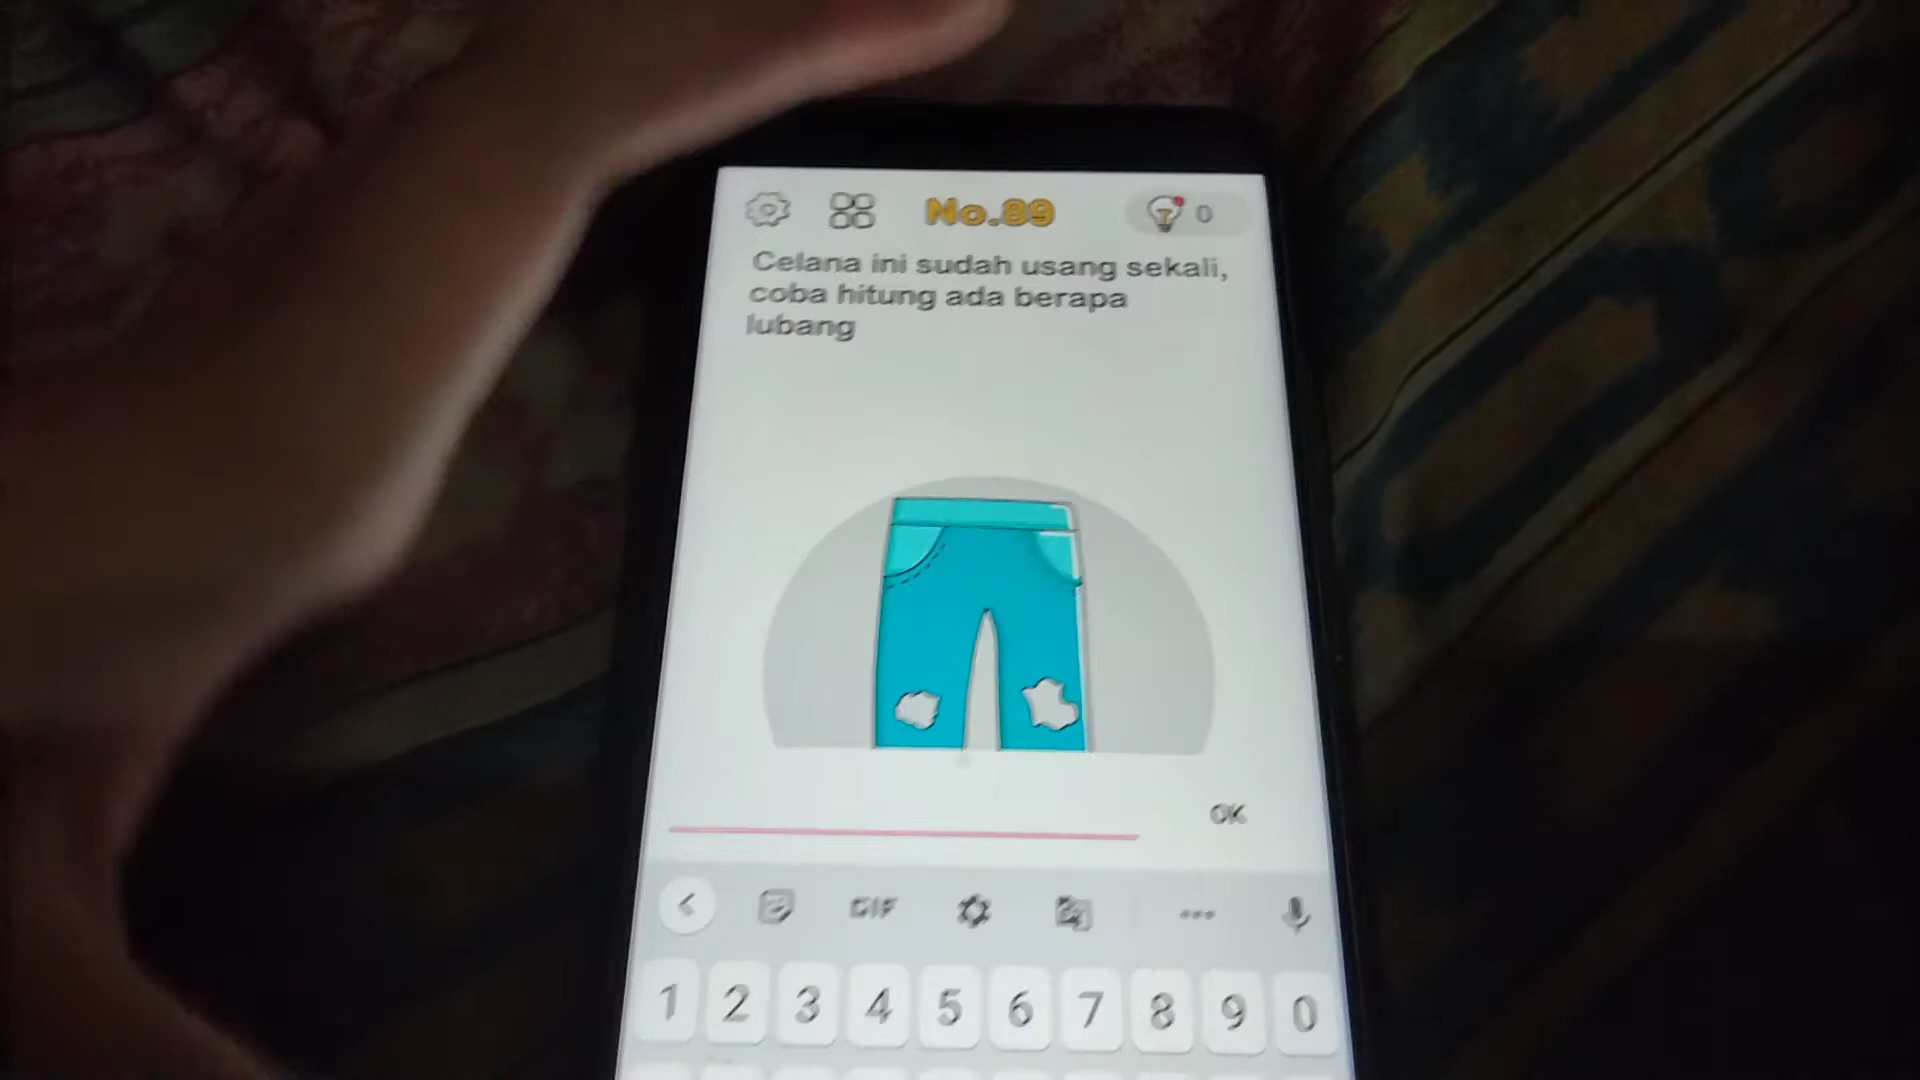 No.89
0
Celana ini sudah usang sekali,
coba hitung ada berapa
lubang
OK
GIF
1 2 3 4 5 6 7 8 9 0